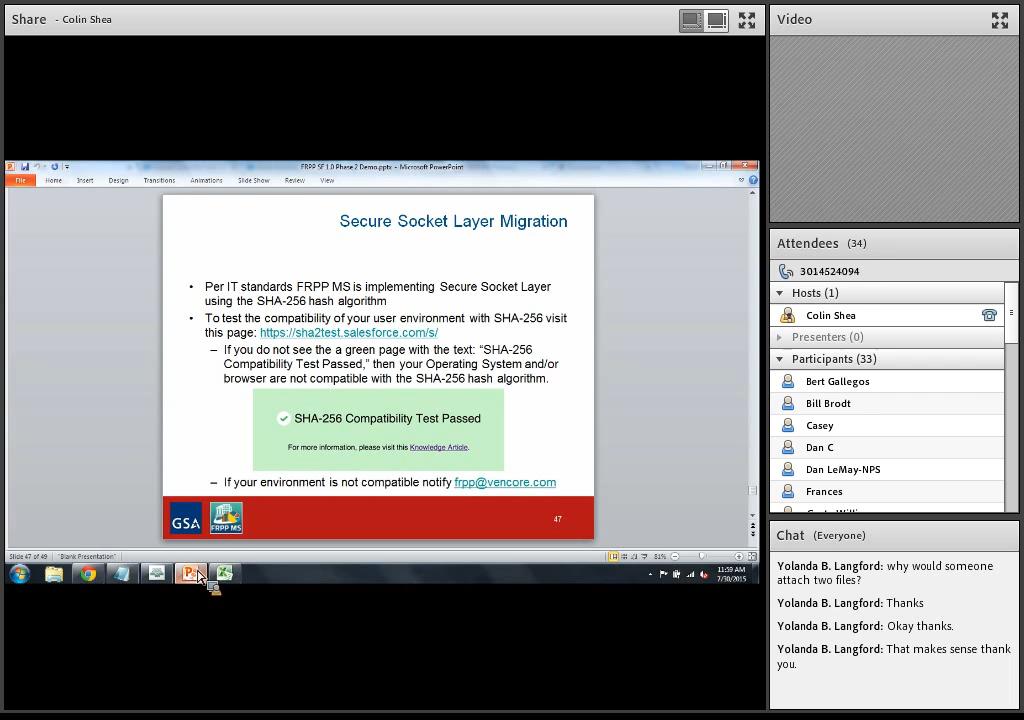 Share - Colin Shea
FRPP SF 1.0 Phase 2 Demo.pptx - Microsoft PowerPoint
File Home Insert Design Transitions Animations Slide Show Review View
Secure Socket Layer Migration
• Per IT standards FRPP MS is implementing Secure Socket Layer
using the SHA-256 hash algorithm
• To test the compatibility of your user environment with SHA-256 visit
this page: https://sha2test.salesforce.com/s/
– If you do not see the a green page with the text: “SHA-256
Compatibility Test Passed,” then your Operating System and/or
browser are not compatible with the SHA-256 hash algorithm.
SHA-256 Compatibility Test Passed
For more information, please visit this Knowledge Article.
– If your environment is not compatible notify frpp@vencore.com
GSA
FRPP MS
47
Slide 47 of 49 "Blank Presentation" 81%
11:59 AM
7/30/2015
Video
Attendees (34)
3014524094
Hosts (1)
Colin Shea
Presenters (0)
Participants (33)
Bert Gallegos
Bill Brodt
Casey
Dan C
Dan LeMay-NPS
Frances
Chat (Everyone)
Yolanda B. Langford: why would someone
attach two files?
Yolanda B. Langford: Thanks
Yolanda B. Langford: Okay thanks.
Yolanda B. Langford: That makes sense thank
you.